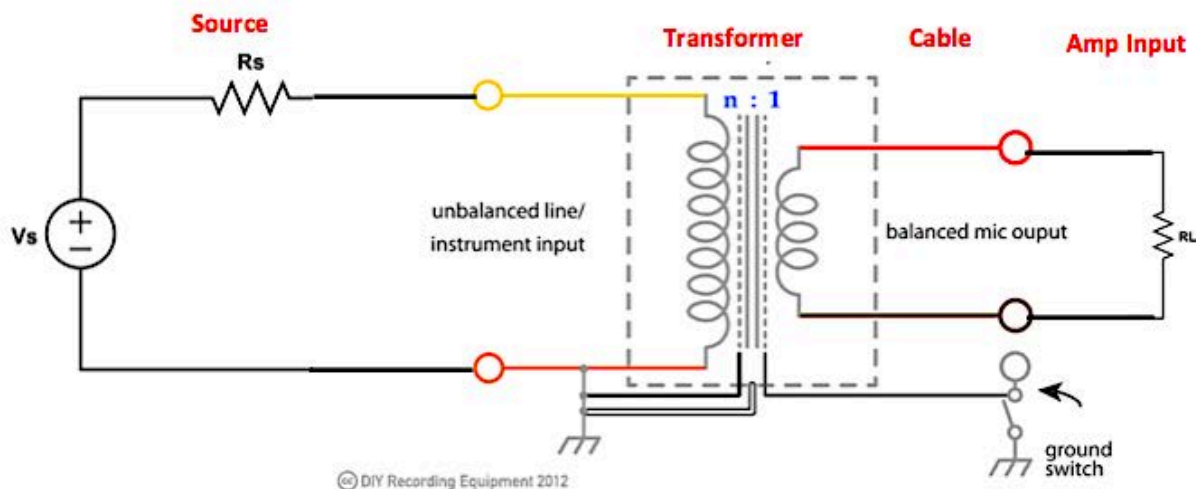 Source
Transformer
Cable
Amp Input
Rs
n : 1
Vs
+
−
unbalanced line/
instrument input
balanced mic ouput
RL
ground
switch
cc DIY Recording Equipment 2012